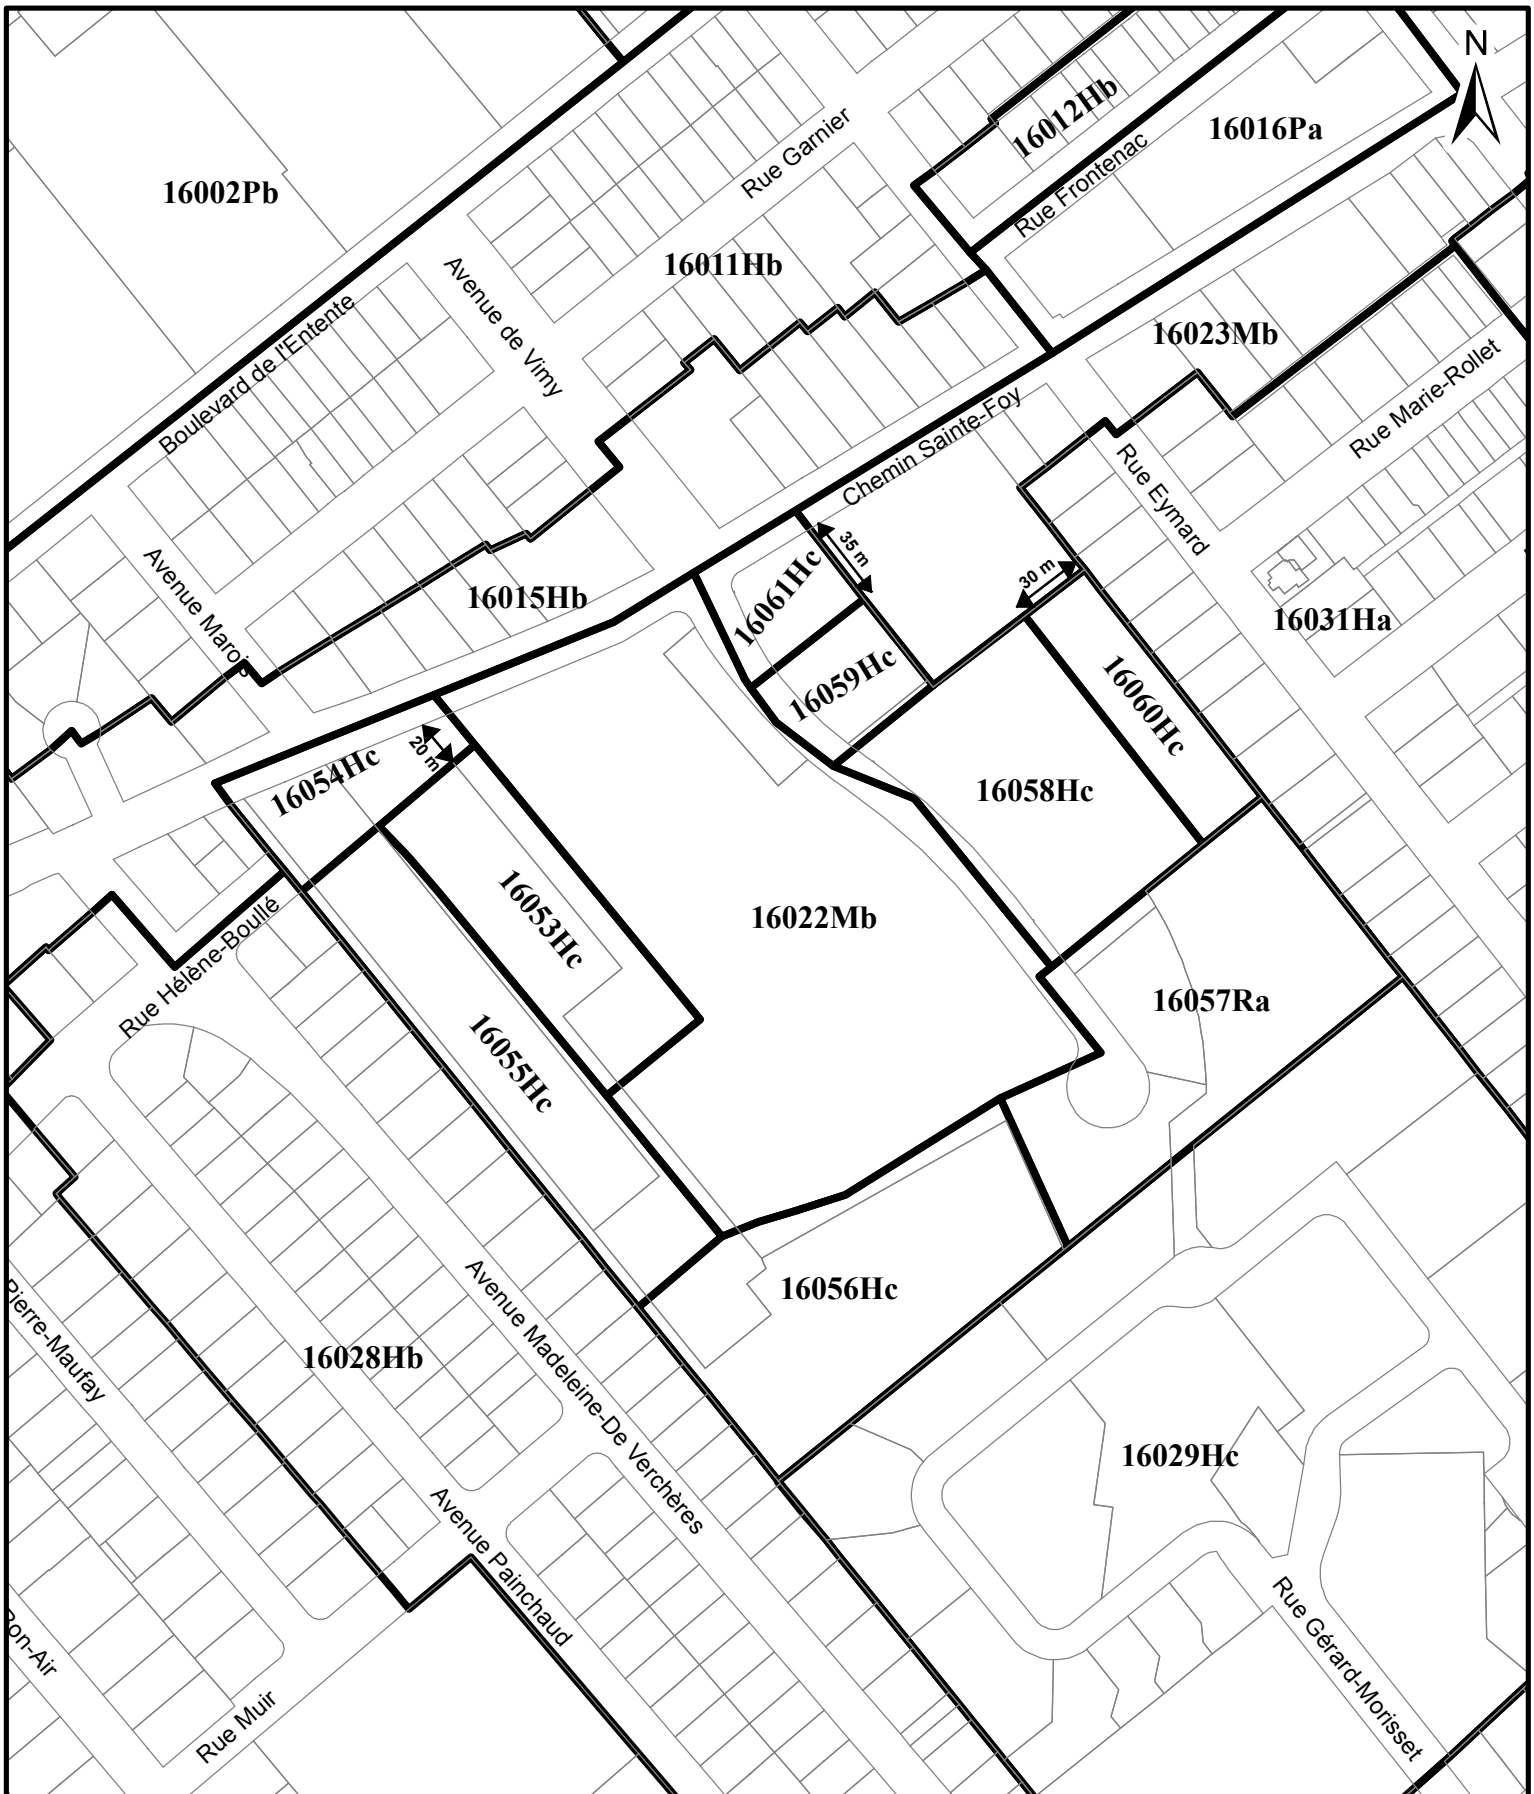 N
16012Hb
16016Pa
Rue Garnier
Rue Frontenac
16002Pb
16011Hb
Avenue de Vimy
16023Mb
Boulevard de l'Entente
Rue Marie-Rollet
Chemin Sainte-Foy
Rue Eymard
35 m
30 m
Avenue Marois
16015Hb
16061Hc
16031Ha
16059Hc
16060Hc
20 m
16054Hc
16058Hc
16053Hc
16022Mb
Rue Hélène-Boullé
16057Ra
16055Hc
16056Hc
Pierre-Maufay
16028Hb
Avenue Madeleine-De Verchères
16029Hc
Avenue Painchaud
Bon-Air
Rue Muir
Rue Gérard-Morisset